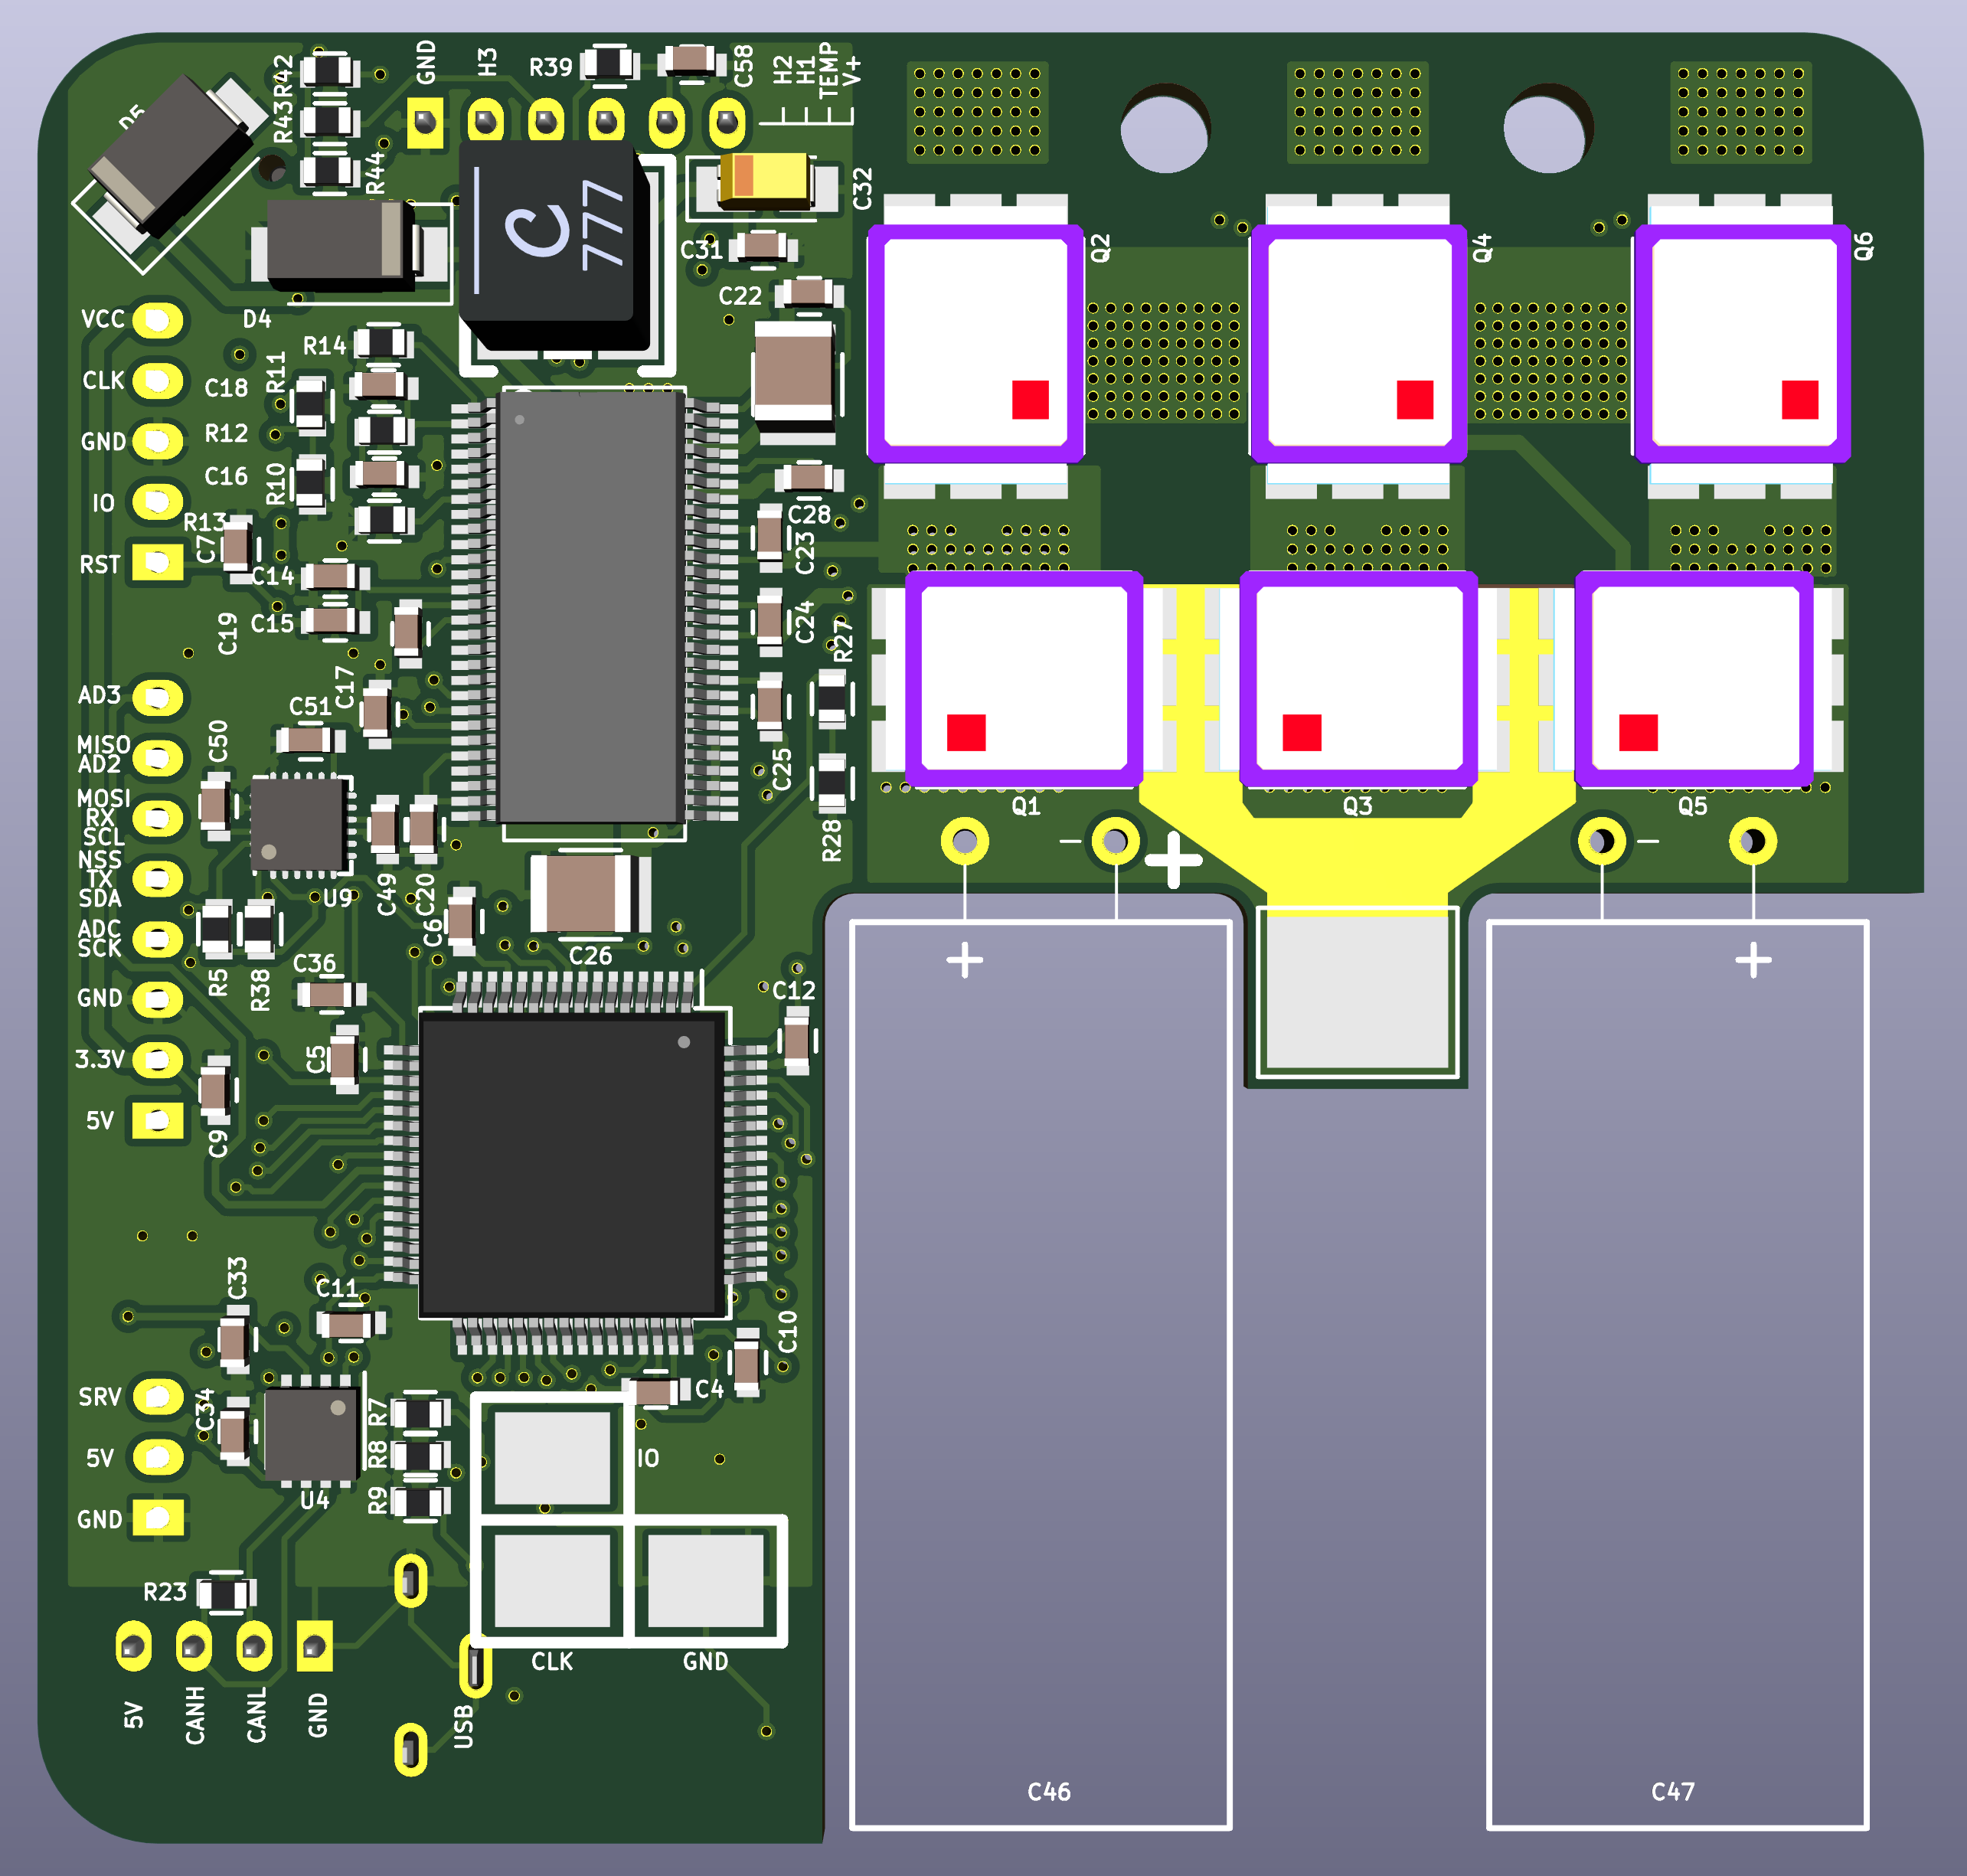 R42
GND
H3
R39
C58
H2
H1
TEMP
V+
D5
R43
R44
C
777
C32
C31
Q2
Q4
Q6
C22
VCC
D4
R14
CLK
R11
C18
GND
R12
C16
R10
IO
R13
C7
C28
C23
RST
C14
C15
C19
C24
R27
AD3
C17
C51
C50
MISO
AD2
C25
MOSI
RX
SCL
Q1
Q3
Q5
R28
NSS
TX
SDA
U9
C49
C20
−
+
−
ADC
SCK
C6
C26
C36
R5
R38
+
+
GND
C12
3.3V
C5
5V
C9
C33
C11
C10
SRV
C34
R7
C4
5V
R8
IO
U4
R9
GND
R23
CLK
GND
5V
CANH
CANL
GND
USB
C46
C47